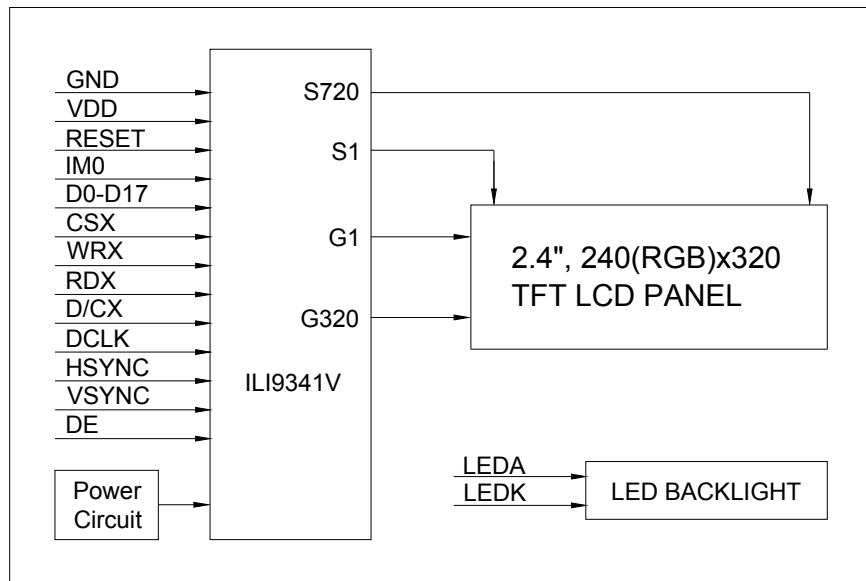 GND
VDD
RESET
IM0
D0-D17
CSX
WRX
RDX
D/CX
DCLK
HSYNC
VSYNC
DE
Power
Circuit
S720
S1
G1
G320
ILI9341V
2.4", 240(RGB)x320
TFT LCD PANEL
LEDA
LEDK
LED BACKLIGHT